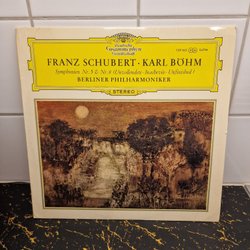 Deutsche
Grammophon
Gesellschaft
FRANZ SCHUBERT · KARL BÖHM
Symphonien Nr. 5 & Nr. 8 (Unvollendete · Inachevée · Unfinished)
BERLINER PHILHARMONIKER
STEREO